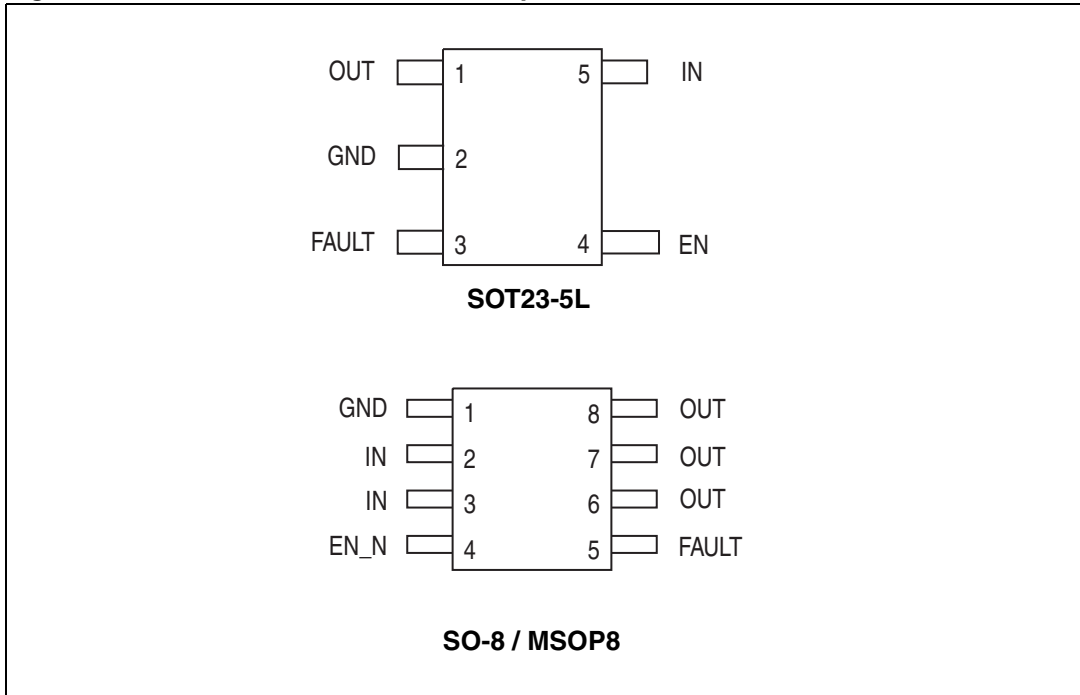 OUT 1 5 IN
GND 2
FAULT 3 4 EN
SOT23-5L
GND 1 8 OUT
IN 2 7 OUT
IN 3 6 OUT
EN_N 4 5 FAULT
SO-8 / MSOP8